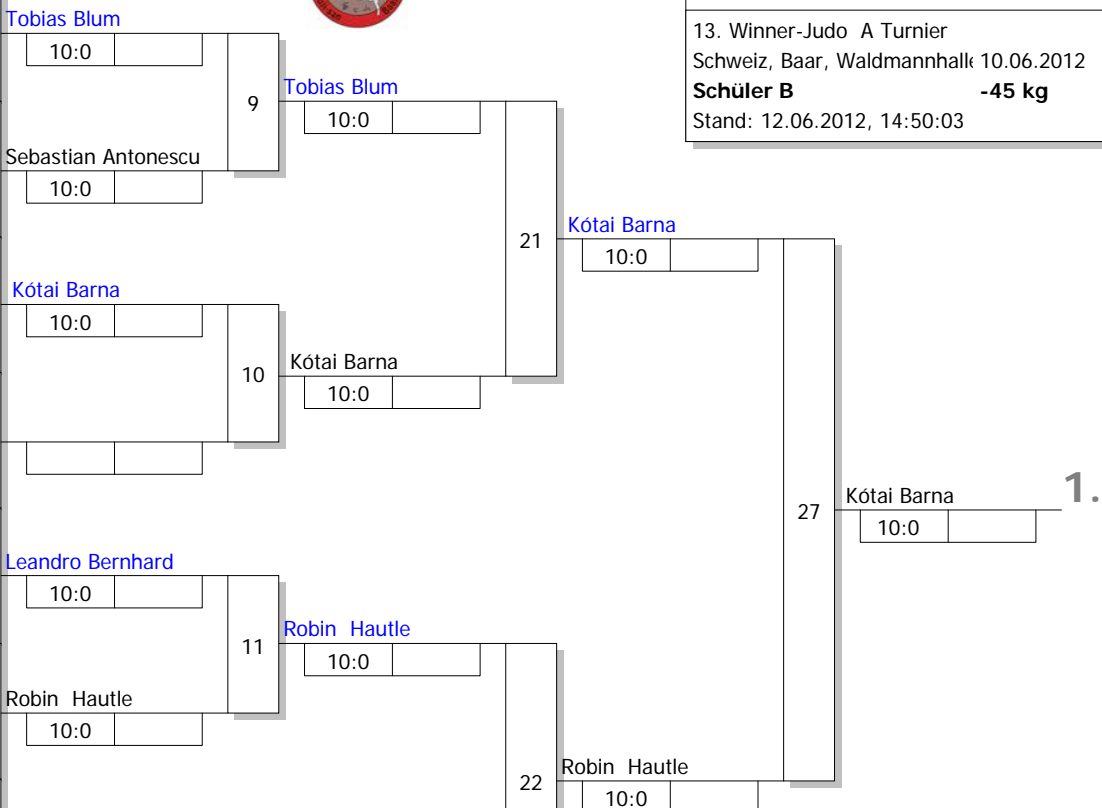 13. Winner-Judo A Turnier
Schweiz, Baar, Waldmannhalle 10.06.2012
Schüler B -45 kg
Stand: 12.06.2012, 14:50:03
Tobias Blum
10:0
9
Sebastian Antonescu
10:0
Kótai Barna
10:0
10
Leandro Bernhard
10:0
11
Robin Hautle
10:0
Tobias Blum
10:0
21
Kótai Barna
10:0
Robin Hautle
10:0
22
Kótai Barna
10:0
27
Robin Hautle
10:0
Kótai Barna
10:0
1.